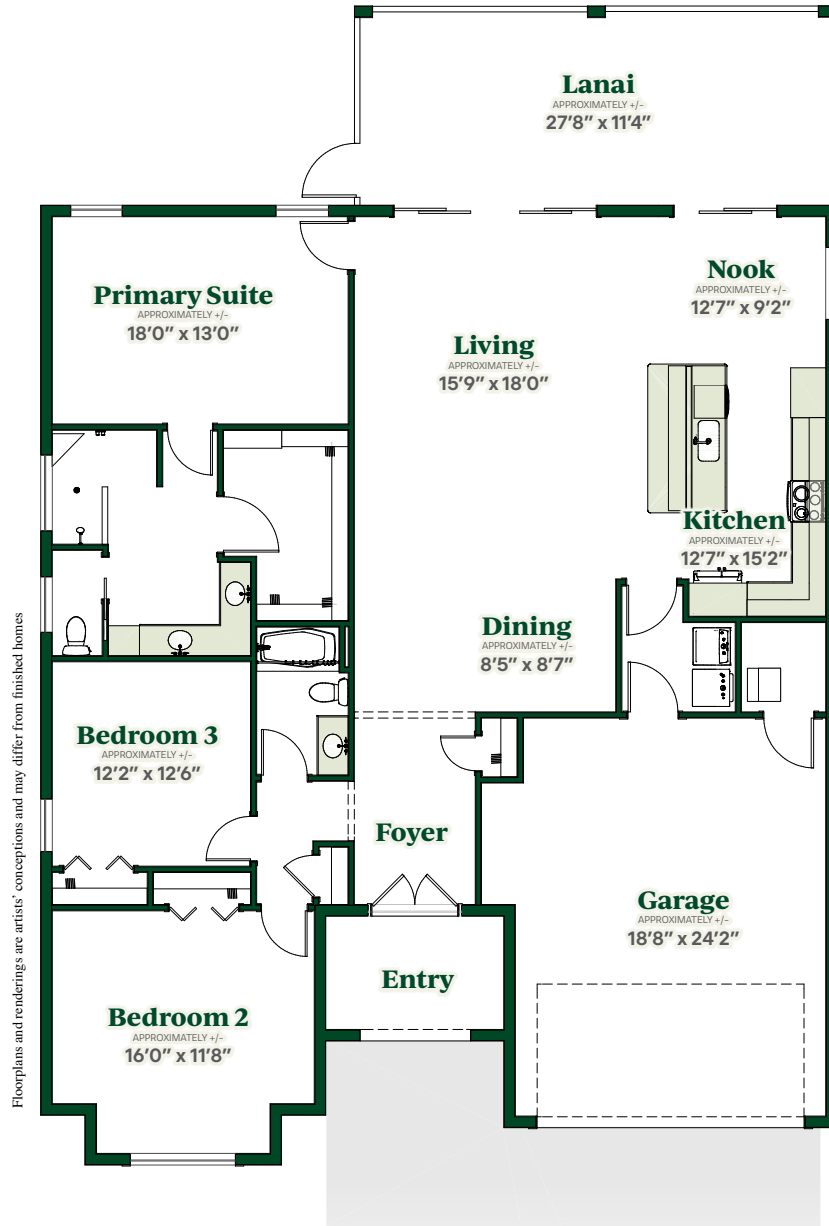 Lanai
APPROXIMATELY +/-
27’8” x 11’4”
Nook
APPROXIMATELY +/-
12’7” x 9’2”
Primary Suite
APPROXIMATELY +/-
18’0” x 13’0”
Living
APPROXIMATELY +/-
15’9” x 18’0”
Kitchen
APPROXIMATELY +/-
12’7” x 15’2”
Dining
APPROXIMATELY +/-
8’5” x 8’7”
Bedroom 3
APPROXIMATELY +/-
12’2” x 12’6”
Foyer
Garage
APPROXIMATELY +/-
18’8” x 24’2”
Entry
Bedroom 2
APPROXIMATELY +/-
16’0” x 11’8”
Floorplans and renderings are artists’ conceptions and may differ from finished homes